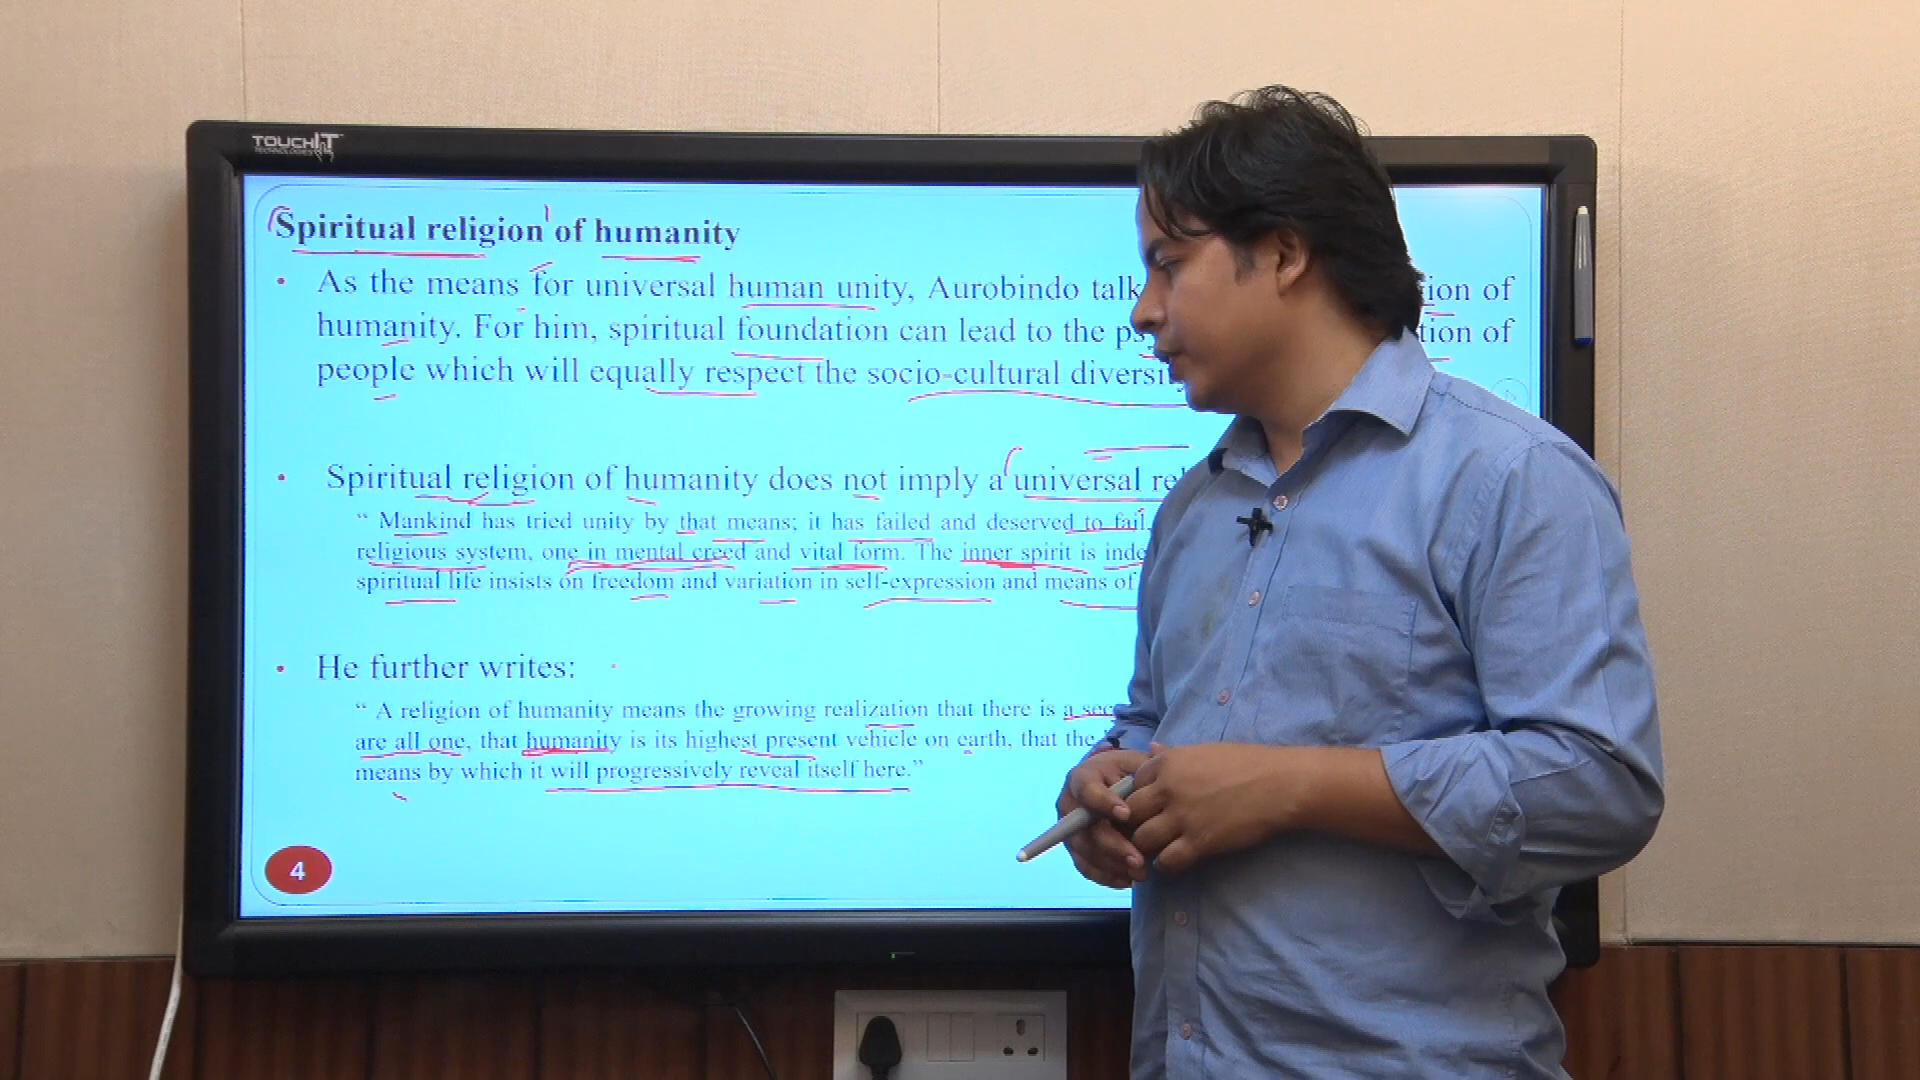 TOUCHIT
TECHNOLOGIES
Spiritual religion of humanity
• As the means for universal human unity, Aurobindo talk of
humanity. For him, spiritual foundation can lead to the of
people which will equally respect the socio-cultural
• Spiritual religion of humanity does not imply a universal
“ Mankind has tried unity by that means; it has failed and deserved to fail,
religious system, one in mental creed and vital form. The inner spirit is
spiritual life insists on freedom and variation in self-expression and means of
• He further writes:
“ A religion of humanity means the growing realization that there is a
are all one, that humanity is its highest present vehicle on earth, that the
means by which it will progressively reveal itself here.”
4